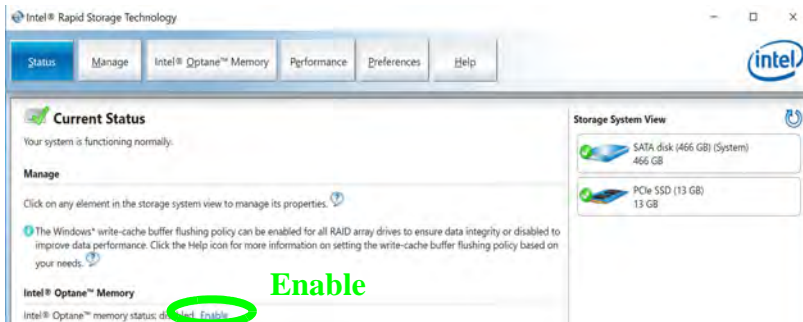 Intel® Rapid Storage Technology
Status Manage Intel® Optane™ Memory Performance Preferences Help
intel
Current Status
Your system is functioning normally.
Manage
Click on any element in the storage system view to manage its properties.
The Windows* write-cache buffer flushing policy can be enabled for all RAID array drives to ensure data integrity or disabled to
improve data performance. Click the Help icon for more information on setting the write-cache buffer flushing policy based on
your needs.
Enable
Intel® Optane™ Memory
Intel® Optane™ memory status: disabled Enable
Storage System View
SATA disk (466 GB) (System)
466 GB
PCIe SSD (13 GB)
13 GB